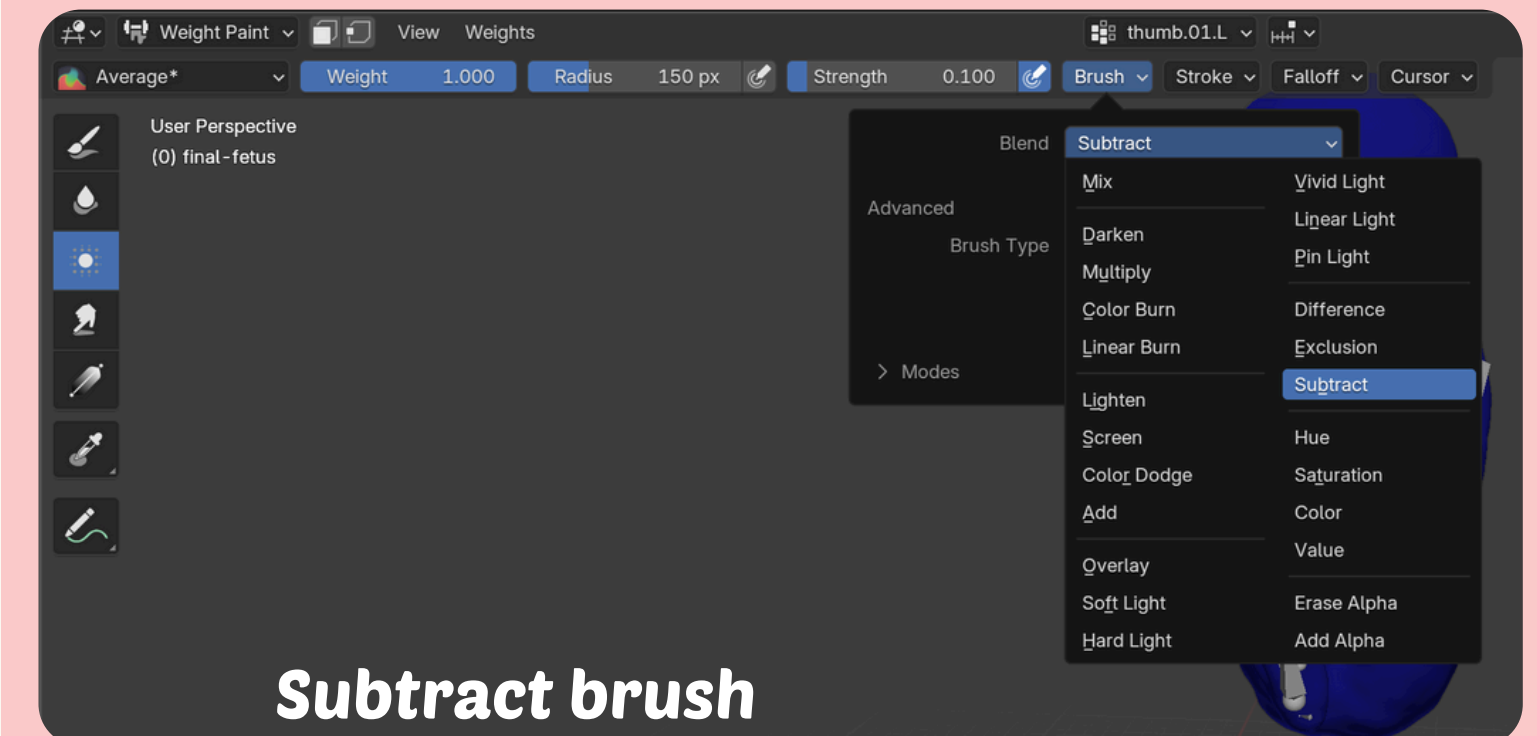 Weight Paint View Weights thumb.01.L
Average* Weight 1.000 Radius 150 px Strength 0.100 Brush Stroke Falloff Cursor
User Perspective
(0) final-fetus
Blend Subtract
Advanced
Brush Type
Modes
Mix
Darken
Multiply
Color Burn
Linear Burn
Lighten
Screen
Color Dodge
Add
Overlay
Soft Light
Hard Light
Vivid Light
Linear Light
Pin Light
Difference
Exclusion
Subtract
Hue
Saturation
Color
Value
Erase Alpha
Add Alpha
Subtract brush